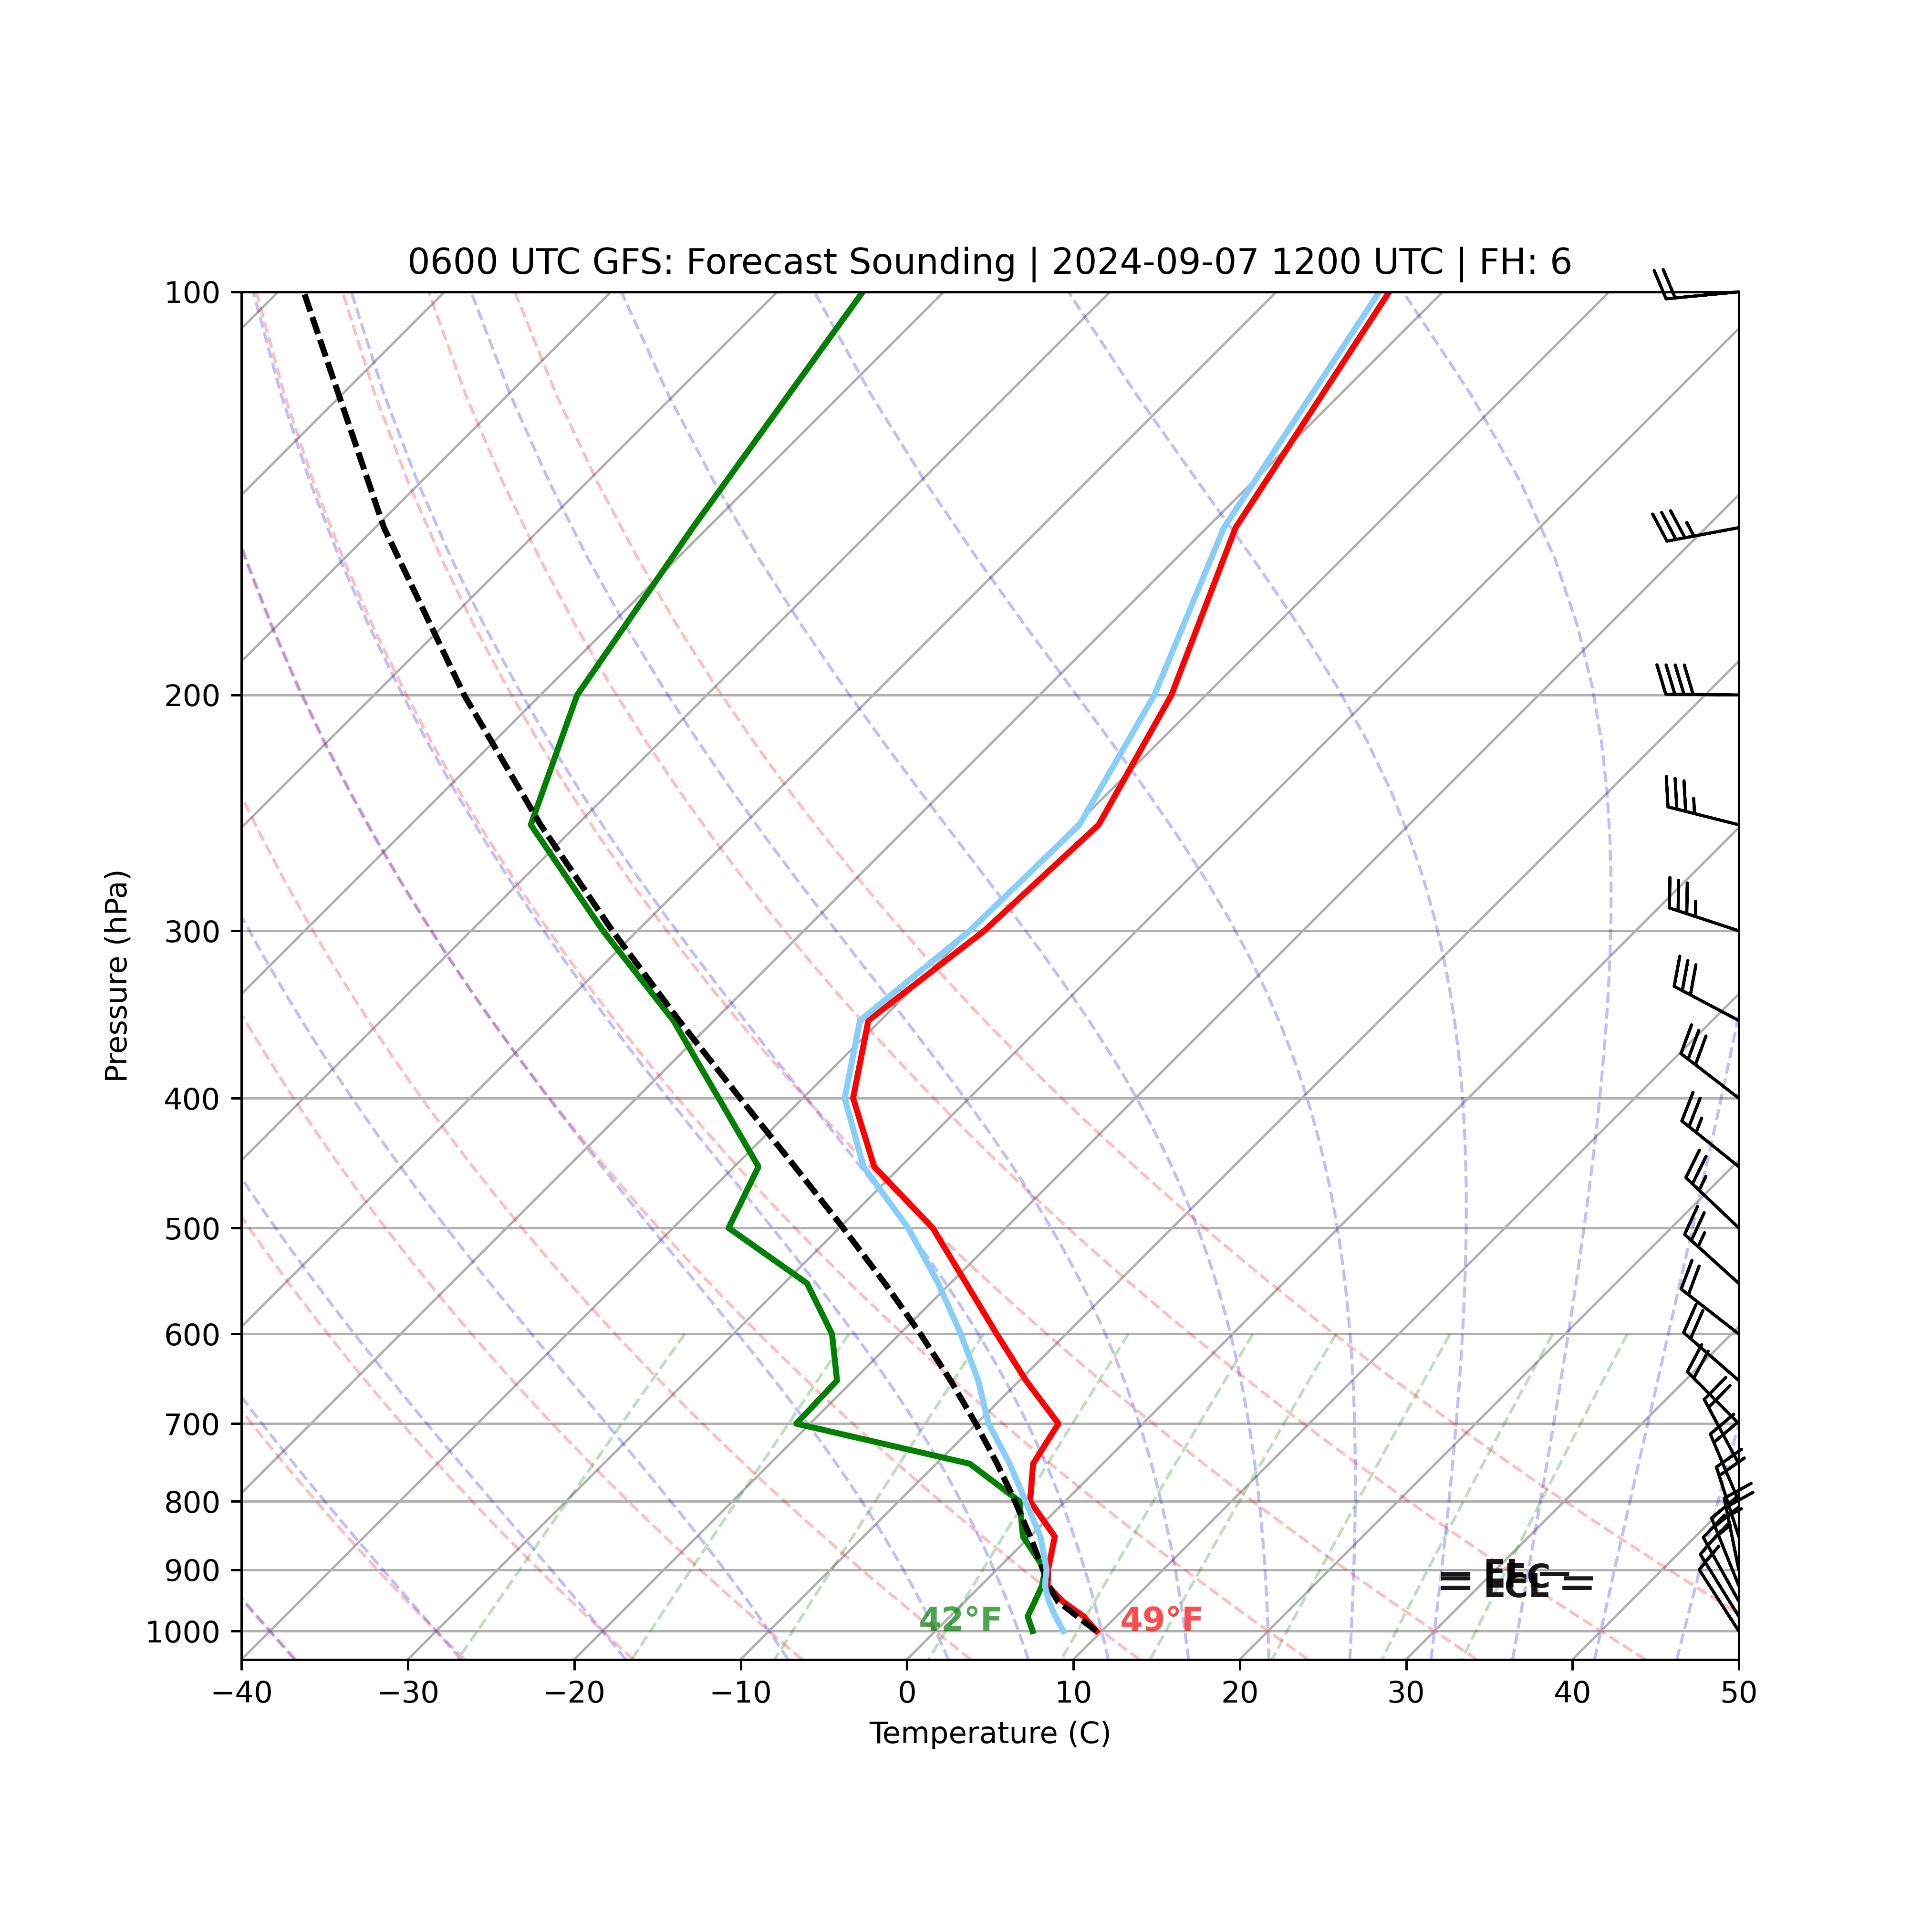 0600 UTC GFS: Forecast Sounding | 2024-09-07 1200 UTC | FH: 6
100
200
300
400
500
600
700
800
900
1000
Pressure (hPa)
42°F
49°F
−40 −30 −20 −10 0 10 20 30 40 50
Temperature (C)